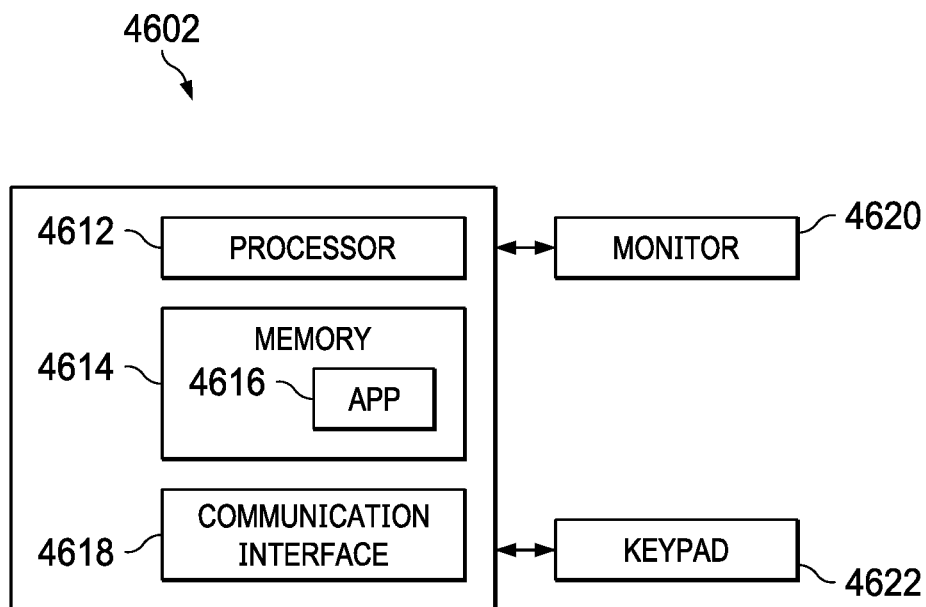 4602
4612
PROCESSOR
MONITOR
4620
4614
MEMORY
4616
APP
4618
COMMUNICATION
INTERFACE
KEYPAD
4622